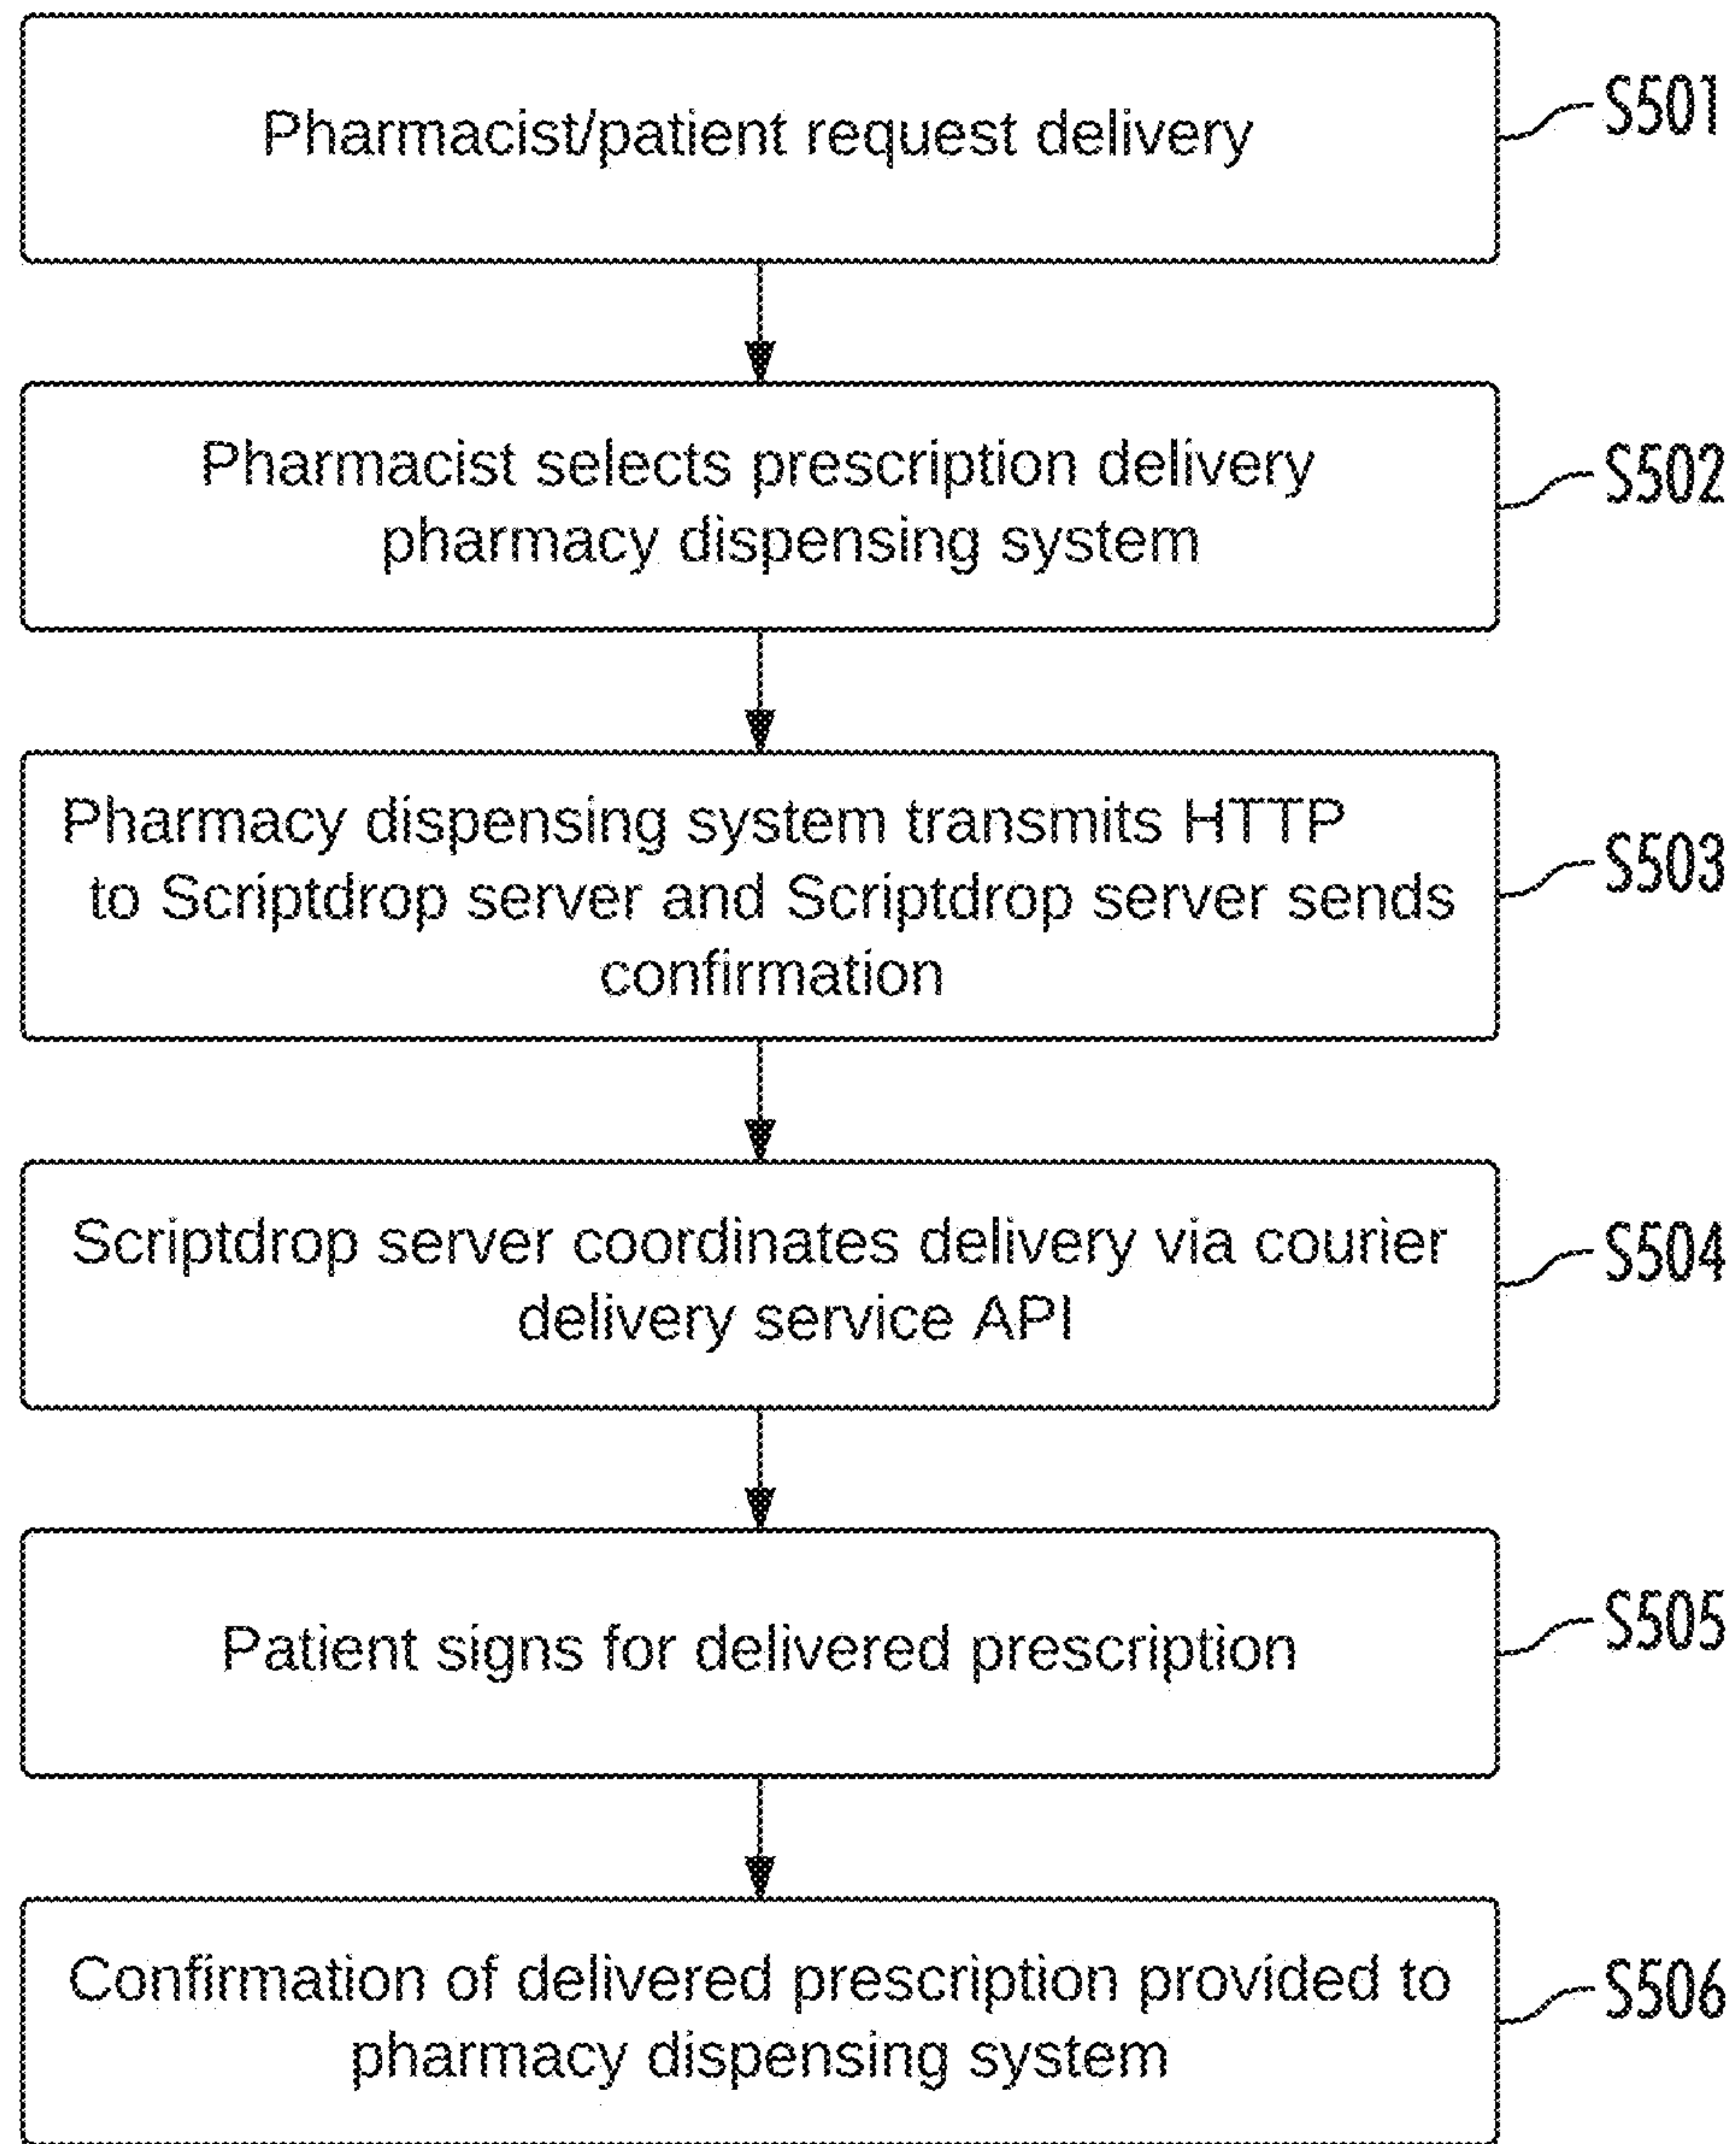 Pharmacist/patient request delivery
S501
Pharmacist selects prescription delivery
pharmacy dispensing system
S502
Pharmacy dispensing system transmits HTTP
to Scriptdrop server and Scriptdrop server sends
confirmation
S503
Scriptdrop server coordinates delivery via courier
delivery service API
S504
Patient signs for delivered prescription
S505
Confirmation of delivered prescription provided to
pharmacy dispensing system
S506